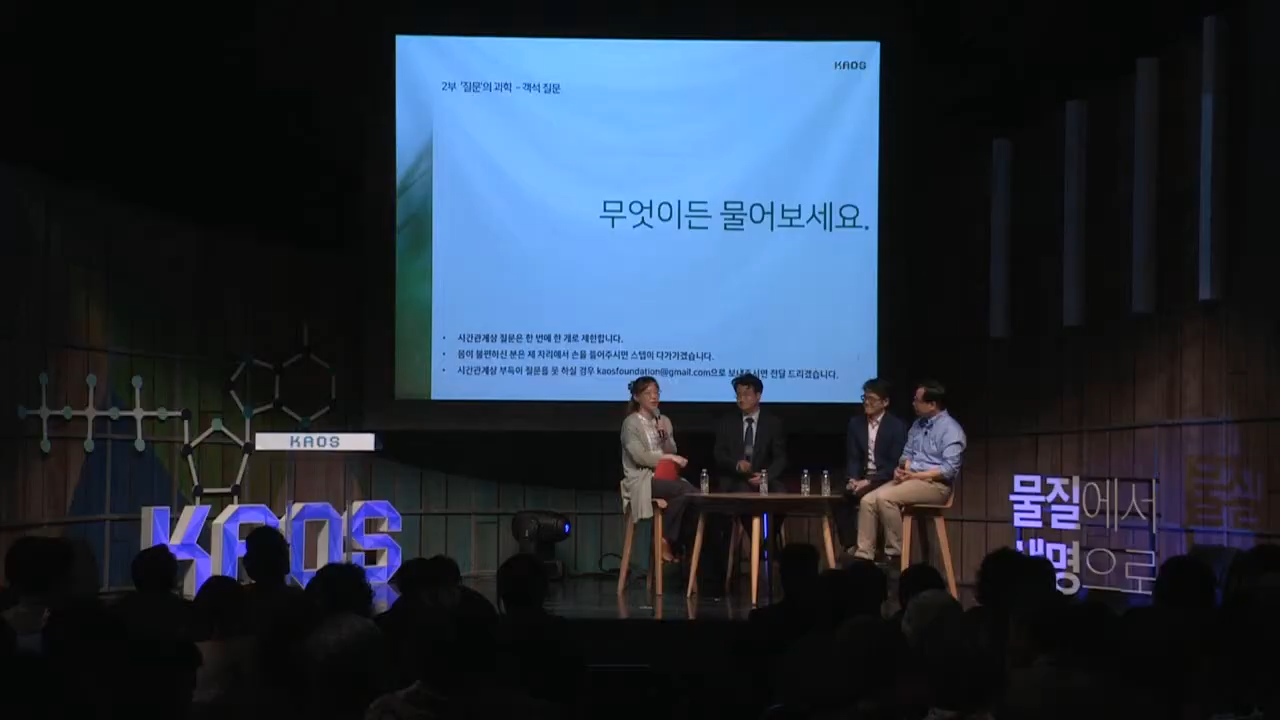 KAOS
2부 '질문'의 과학 - 객석 질문
무엇이든 물어보세요.
• 시간관계상 질문은 한 번에 한 개로 제한합니다.
• 몸이 불편하신 분은 제 자리에서 손을 들어주시면 스텝이 다가가겠습니다.
• 시간관계상 부득이 질문을 못 하실 경우 kaosfoundation@gmail.com으로 보내주시면 전달 드리겠습니다.
KAOS
KAOS
물질에서
생명으로